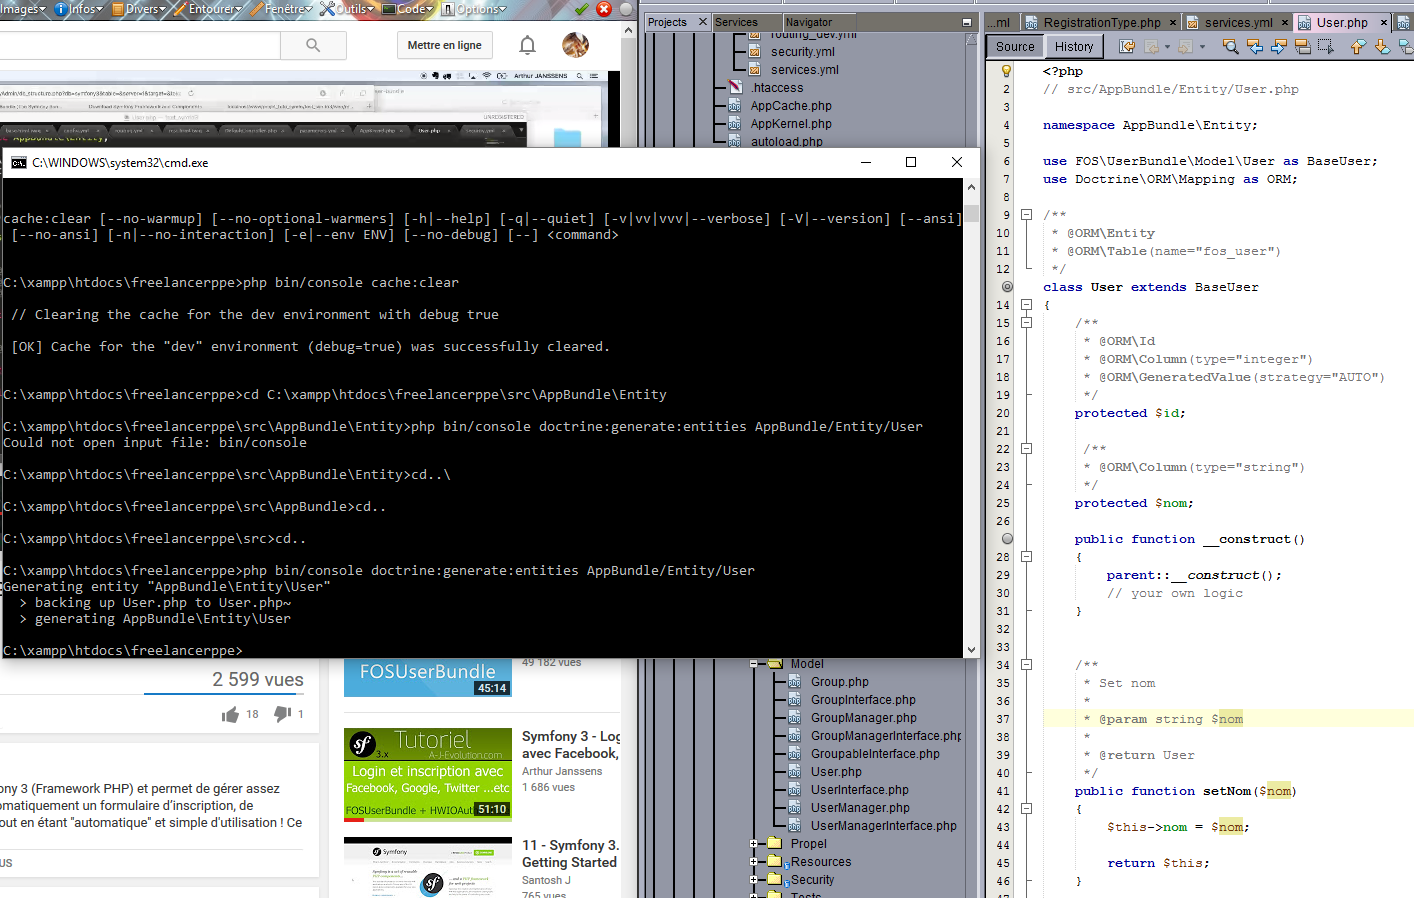 Images▾ Infos▾ Divers▾ Entourer▾ Fenêtre▾ Outils▾ Code▾ Options▾
Mettre en ligne
Arthur JANSSENS
UNREGISTERED
C:\WINDOWS\system32\cmd.exe
cache:clear [--no-warmup] [--no-optional-warmers] [-h|--help] [-q|--quiet] [-v|vv|vvv|--verbose] [-V|--version] [--ansi]
[--no-ansi] [-n|--no-interaction] [-e|--env ENV] [--no-debug] [--] <command>
C:\xampp\htdocs\freelancerppe>php bin/console cache:clear
// Clearing the cache for the dev environment with debug true
[OK] Cache for the "dev" environment (debug=true) was successfully cleared.
C:\xampp\htdocs\freelancerppe>cd C:\xampp\htdocs\freelancerppe\src\AppBundle\Entity
C:\xampp\htdocs\freelancerppe\src\AppBundle\Entity>php bin/console doctrine:generate:entities AppBundle/Entity/User
Could not open input file: bin/console
C:\xampp\htdocs\freelancerppe\src\AppBundle\Entity>cd..\
C:\xampp\htdocs\freelancerppe\src\AppBundle>cd..
C:\xampp\htdocs\freelancerppe\src>cd..
C:\xampp\htdocs\freelancerppe>php bin/console doctrine:generate:entities AppBundle/Entity/User
Generating entity "AppBundle\Entity\User"
> backing up User.php to User.php~
> generating AppBundle\Entity\User
C:\xampp\htdocs\freelancerppe>
2 599 vues
18 1
ony 3 (Framework PHP) et permet de gérer assez
omatiquement un formulaire d'inscription, de
out en étant "automatique" et simple d'utilisation ! Ce
US
FOSUserBundle
45:14
49 182 vues
sf 3.x Tutoriel
A-J-Evolution.com
Login et inscription avec
Facebook, Google, Twitter ...etc
FOSUserBundle + HWIOAut
51:10
Symfony 3 - Log
avec Facebook,
Arthur Janssens
1 686 vues
Symfony
11 - Symfony 3.
Getting Started
Santosh J
765 vues
Projects Services Navigator
routing_dev.yml
security.yml
services.yml
.htaccess
AppCache.php
AppKernel.php
autoload.php
Model
Group.php
GroupInterface.php
GroupManager.php
GroupManagerInterface.php
GroupableInterface.php
User.php
UserInterface.php
UserManager.php
UserManagerInterface.php
Propel
Resources
Security
Tests
...ml RegistrationType.php services.yml User.php
Source History
1 <?php
2 // src/AppBundle/Entity/User.php
3
4 namespace AppBundle\Entity;
5
6 use FOS\UserBundle\Model\User as BaseUser;
7 use Doctrine\ORM\Mapping as ORM;
8
9 /**
10 * @ORM\Entity
11 * @ORM\Table(name="fos_user")
12 */
class User extends BaseUser
14 {
15 /**
16 * @ORM\Id
17 * @ORM\Column(type="integer")
18 * @ORM\GeneratedValue(strategy="AUTO")
19 */
20 protected $id;
21
22 /**
23 * @ORM\Column(type="string")
24 */
25 protected $nom;
26
public function __construct()
28 {
29 parent::__construct();
30 // your own logic
31 }
32
33
34 /**
35 * Set nom
36 *
37 * @param string $nom
38 *
39 * @return User
40 */
41 public function setNom($nom)
42 {
43 $this->nom = $nom;
44
45 return $this;
46 }